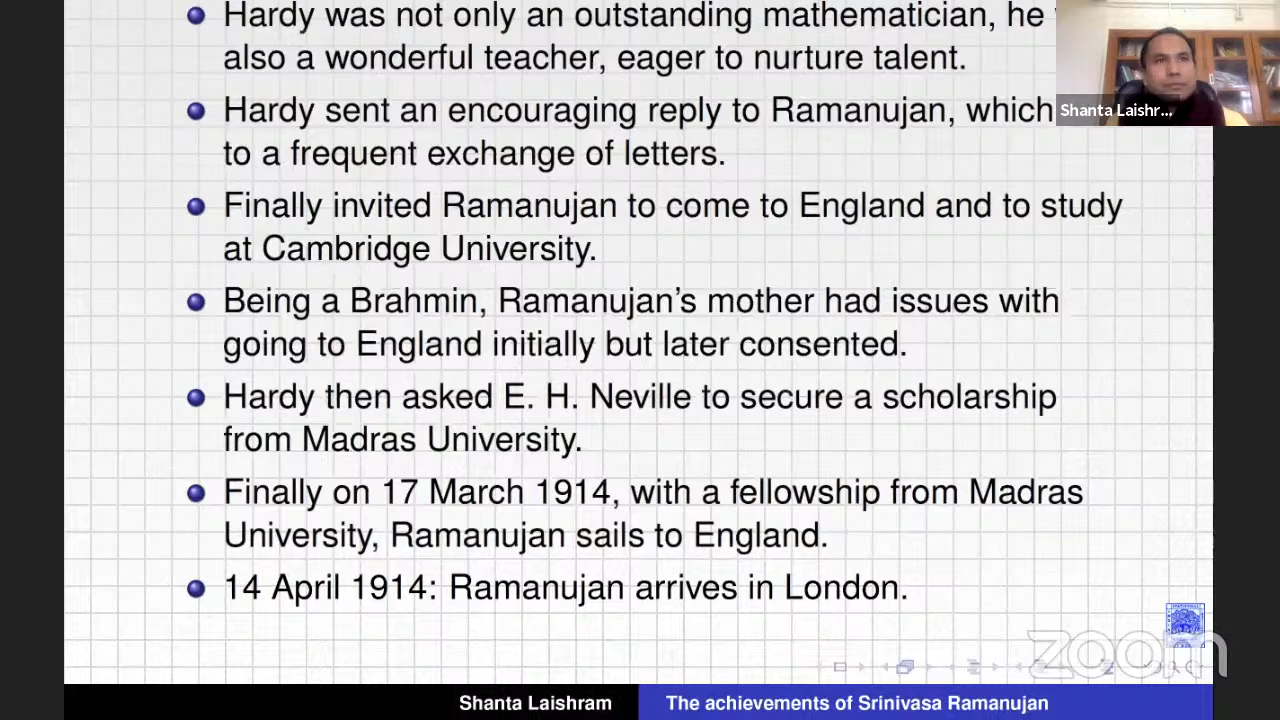 Hardy was not only an outstanding mathematician, he
also a wonderful teacher, eager to nurture talent.
Hardy sent an encouraging reply to Ramanujan, which
to a frequent exchange of letters.
Finally invited Ramanujan to come to England and to study
at Cambridge University.
Being a Brahmin, Ramanujan's mother had issues with
going to England initially but later consented.
Hardy then asked E. H. Neville to secure a scholarship
from Madras University.
Finally on 17 March 1914, with a fellowship from Madras
University, Ramanujan sails to England.
14 April 1914: Ramanujan arrives in London.
Shanta Laishr...
zoom
Shanta Laishram
The achievements of Srinivasa Ramanujan